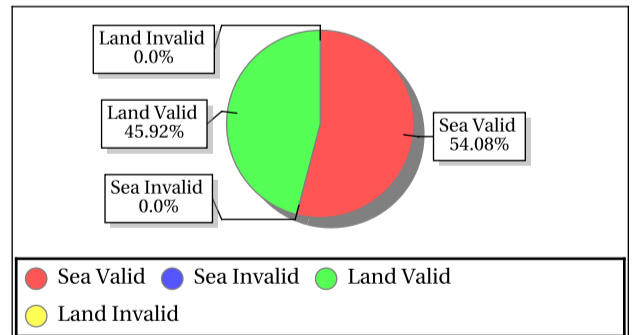 Land Invalid
0.0%
Land Valid
45.92%
Sea Valid
54.08%
Sea Invalid
0.0%
Sea Valid
Sea Invalid
Land Valid
Land Invalid